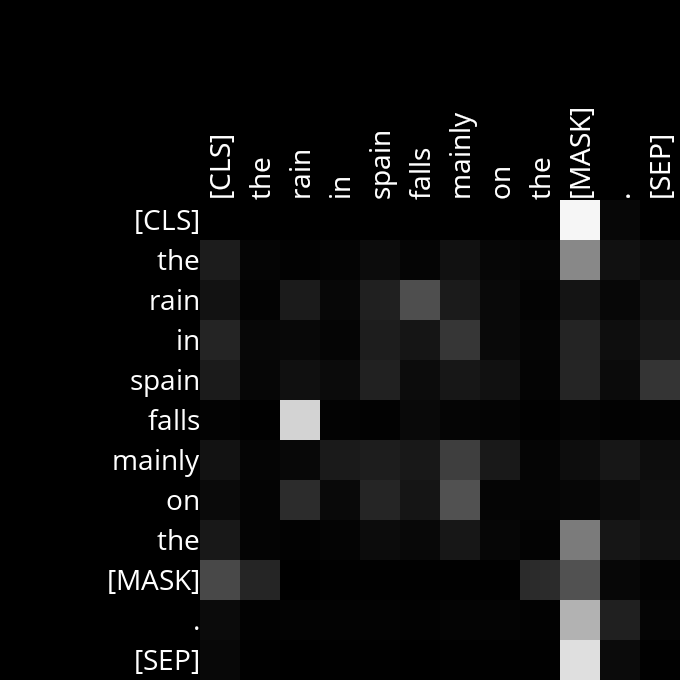 [CLS] the rain in spain falls mainly on the [MASK] . [SEP]
[CLS]
the
rain
in
spain
falls
mainly
on
the
[MASK]
.
[SEP]